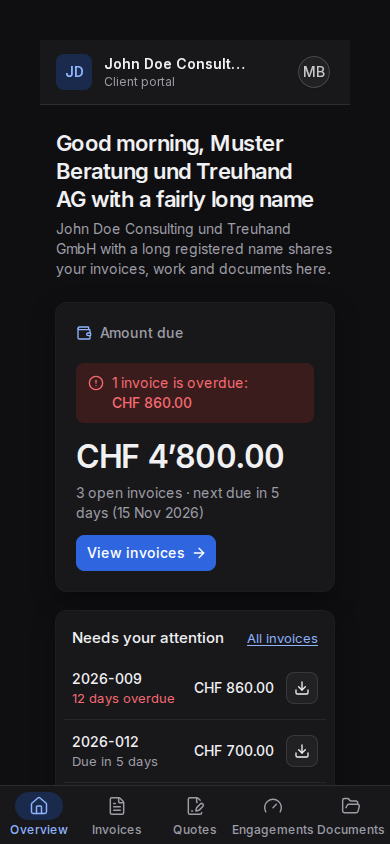 JD
John Doe Consult…
Client portal
MB
Good morning, Muster
Beratung und Treuhand
AG with a fairly long name
John Doe Consulting und Treuhand
GmbH with a long registered name shares
your invoices, work and documents here.
Amount due
1 invoice is overdue:
CHF 860.00
CHF 4’800.00
3 open invoices · next due in 5
days (15 Nov 2026)
View invoices
Needs your attention
All invoices
2026-009
12 days overdue
CHF 860.00
2026-012
Due in 5 days
CHF 700.00
Overview
Invoices
Quotes
Engagements
Documents